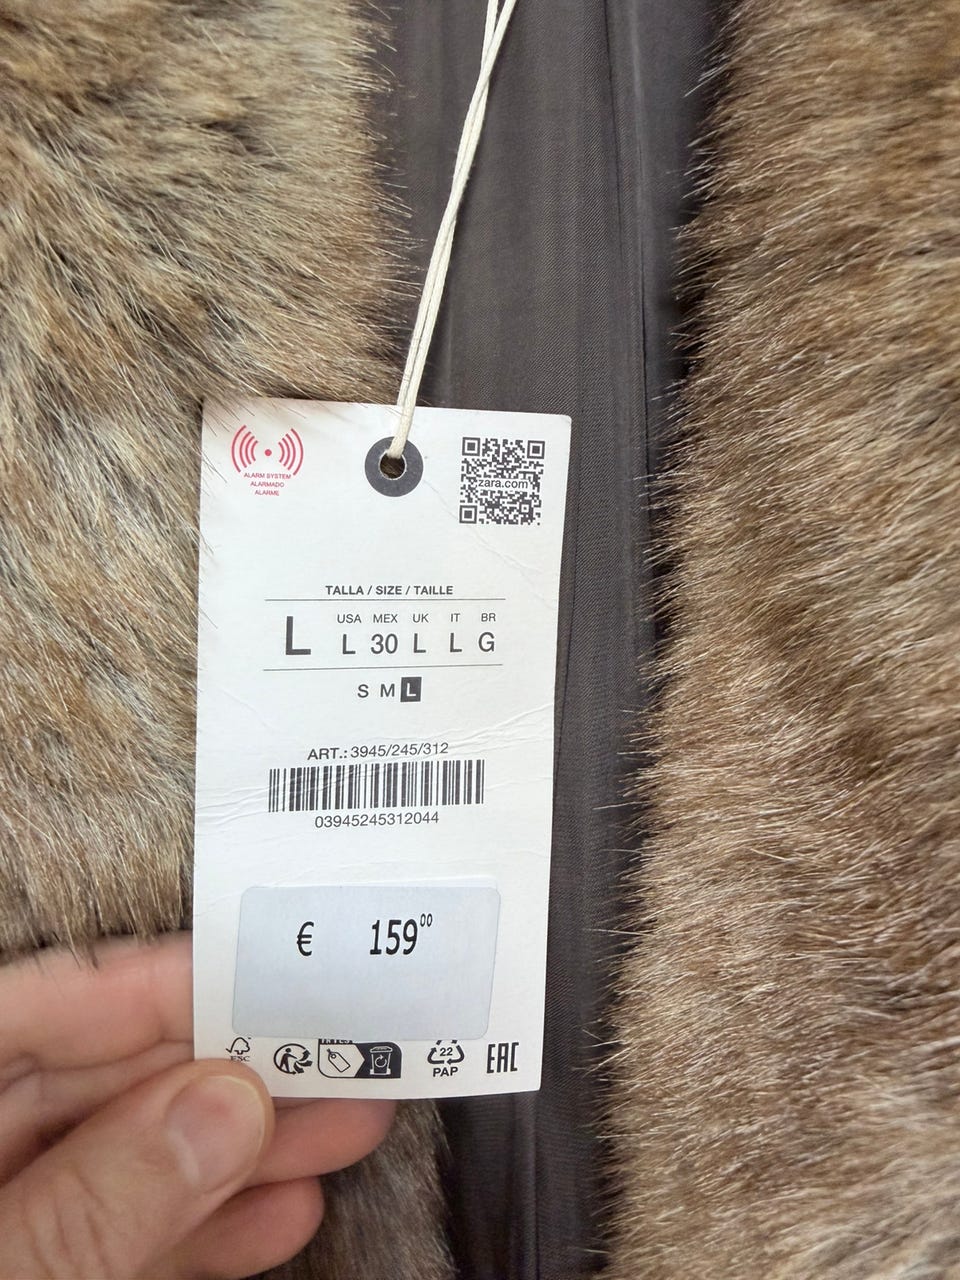 ALARM SYSTEM
ALARMADO
ALARME
zara.com
TALLA / SIZE / TAILLE
USA MEX UK IT BR
L L 30 L L G
S M L
ART.: 3945/245/312
03945245312044
€ 159⁰⁰
FSC
22
PAP
EAC